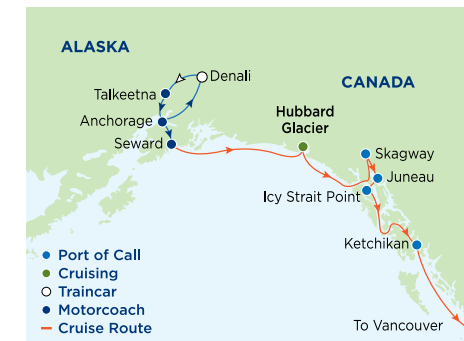 ALASKA
Denali
CANADA
Talkeetna
Anchorage
Hubbard
Glacier
Seward
Skagway
Juneau
Icy Strait Point
Ketchikan
Port of Call
Cruising
Traincar
Motorcoach
Cruise Route
To Vancouver